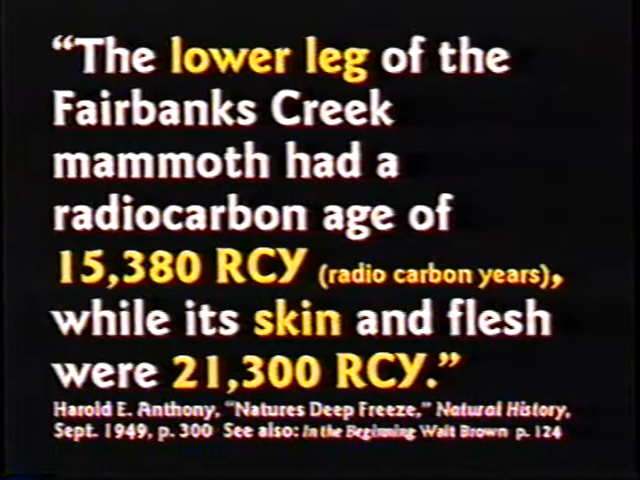 “The lower leg of the
Fairbanks Creek
mammoth had a
radiocarbon age of
15,380 RCY (radio carbon years),
while its skin and flesh
were 21,300 RCY.”
Harold E. Anthony, “Natures Deep Freeze,” Natural History,
Sept. 1949, p. 300 See also: In the Beginning Walt Brown p. 124